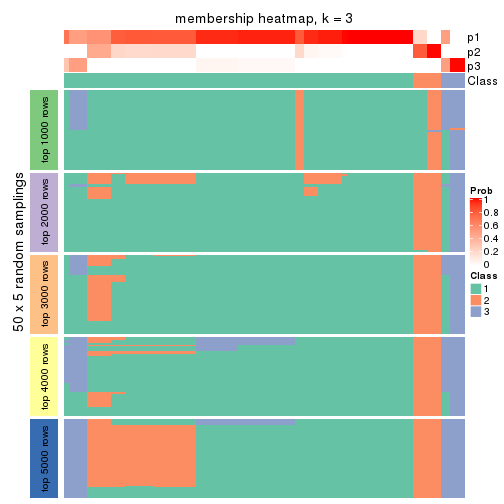 membership heatmap, k = 3
p1
p2
p3
Class
50 x 5 random samplings
top 1000 rows
top 2000 rows
top 3000 rows
top 4000 rows
top 5000 rows
Prob
1
0.8
0.6
0.4
0.2
0
Class
1
2
3